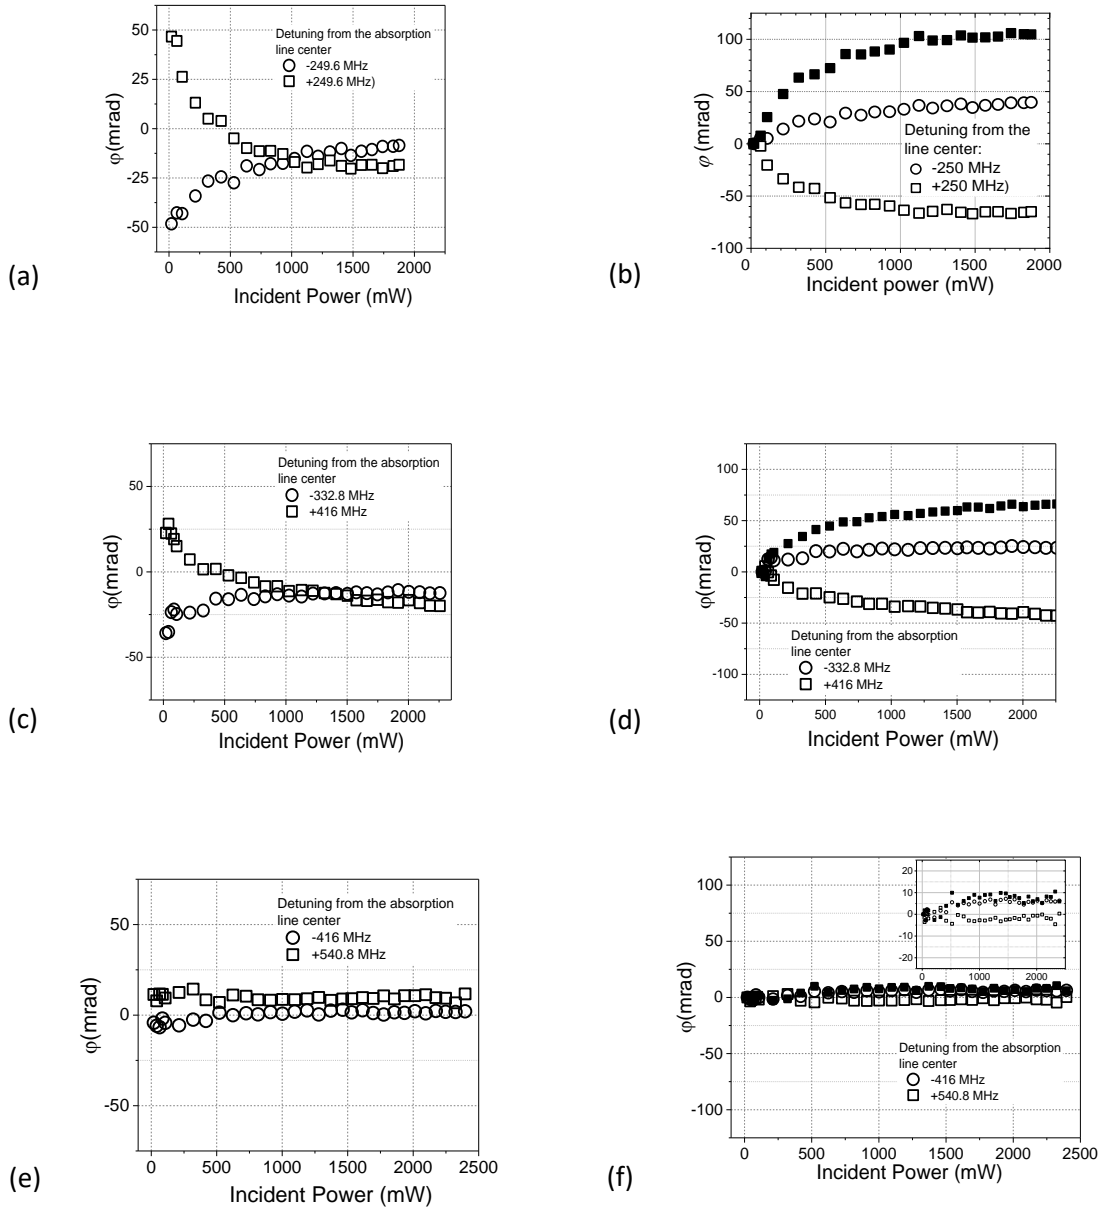 50
25
0
-25
-50
φ(mrad)
Detuning from the absorption
line center
-249.6 MHz
+249.6 MHz)
0 500 1000 1500 2000
Incident Power (mW)
(a)
100
50
0
-50
-100
φ (mrad)
Detuning from the
line center:
-250 MHz
+250 MHz)
0 500 1000 1500 2000
Incident power (mW)
(b)
50
0
-50
φ(mrad)
Detuning from the absorption
line center
-332.8 MHz
+416 MHz
0 500 1000 1500 2000
Incident Power (mW)
(c)
100
50
0
-50
-100
φ(mrad)
Detuning from the absorption
line center
-332.8 MHz
+416 MHz
0 500 1000 1500 2000
Incident Power (mW)
(d)
50
0
-50
φ(mrad)
Detuning from the absorption
line center
-416 MHz
+540.8 MHz
0 500 1000 1500 2000 2500
Incident Power (mW)
(e)
100
50
0
-50
-100
φ(mrad)
20
10
0
-10
-20
0 1000 2000
Detuning from the absorption
line center
-416 MHz
+540.8 MHz
0 500 1000 1500 2000 2500
Incident Power (mW)
(f)